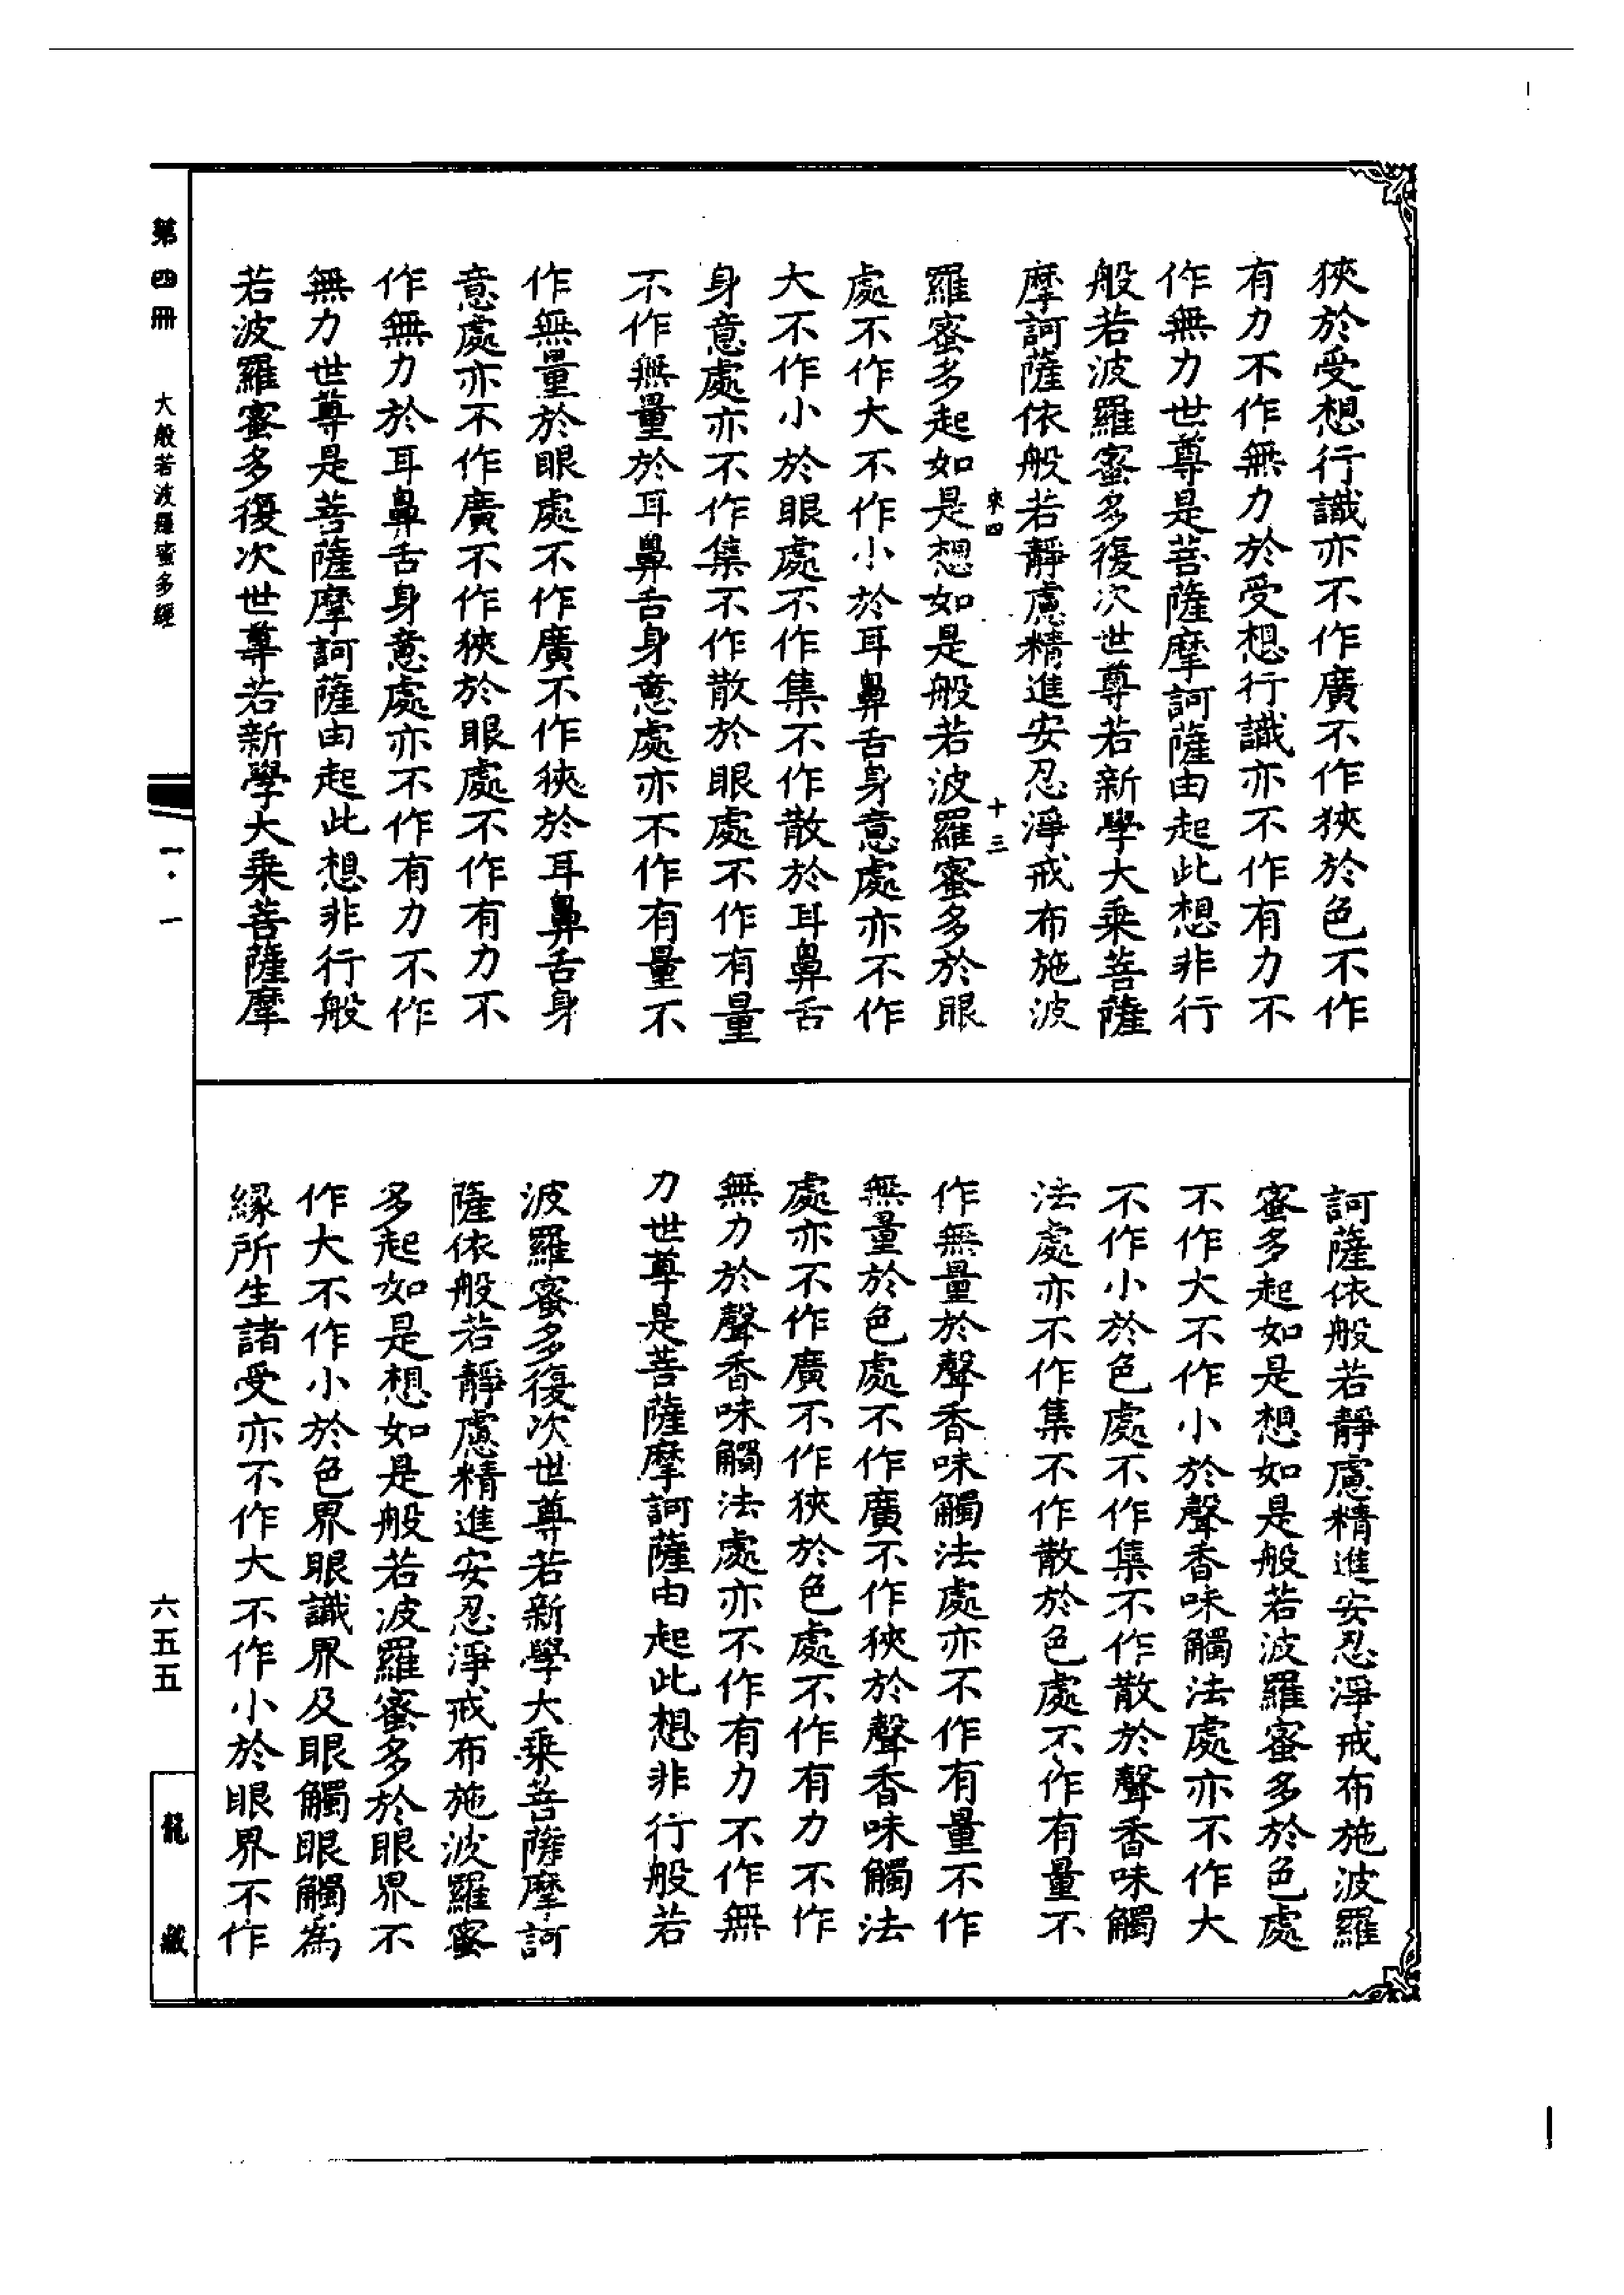 狹於受想行識亦不作廣不作狹於色不作
有力不作無力於受想行識亦不作有力不
作無力世尊是菩薩摩訶薩由起此想非行
般若波羅蜜多復次世尊若新學大乘菩薩
摩訶薩依般若靜慮精進安忍淨戒布施波
來四 十三
羅蜜多起如是想如是般若波羅蜜多於眼
處不作大不作小於耳鼻舌身意處亦不作
大不作小於眼處不作集不作散於耳鼻舌
身意處亦不作集不作散於眼處不作有量
不作無量於耳鼻舌身意處亦不作有量不
作無量於眼處不作廣不作狹於耳鼻舌身
意處亦不作廣不作狹於眼處不作有力不
作無力於耳鼻舌身意處亦不作有力不作
無力世尊是菩薩摩訶薩由起此想非行般
若波羅蜜多復次世尊若新學大乘菩薩摩
訶薩依般若靜慮精進安忍淨戒布施波羅
蜜多起如是想如是般若波羅蜜多於色處
不作大不作小於聲香味觸法處亦不作大
不作小於色處不作集不作散於聲香味觸
法處亦不作集不作散於色處不作有量不
作無量於聲香味觸法處亦不作有量不作
無量於色處不作廣不作狹於聲香味觸法
處亦不作廣不作狹於色處不作有力不作
無力於聲香味觸法處亦不作有力不作無
力世尊是菩薩摩訶薩由起此想非行般若
波羅蜜多復次世尊若新學大乘菩薩摩訶
薩依般若靜慮精進安忍淨戒布施波羅蜜
多起如是想如是般若波羅蜜多於眼界不
作大不作小於色界眼識界及眼觸眼觸為
緣所生諸受亦不作大不作小於眼界不作
第四冊 大般若波羅蜜多經 一·一 六五五 龍藏